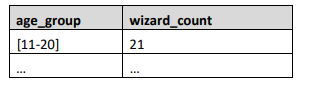 age_group wizard_count
[11-20] 21
... ...